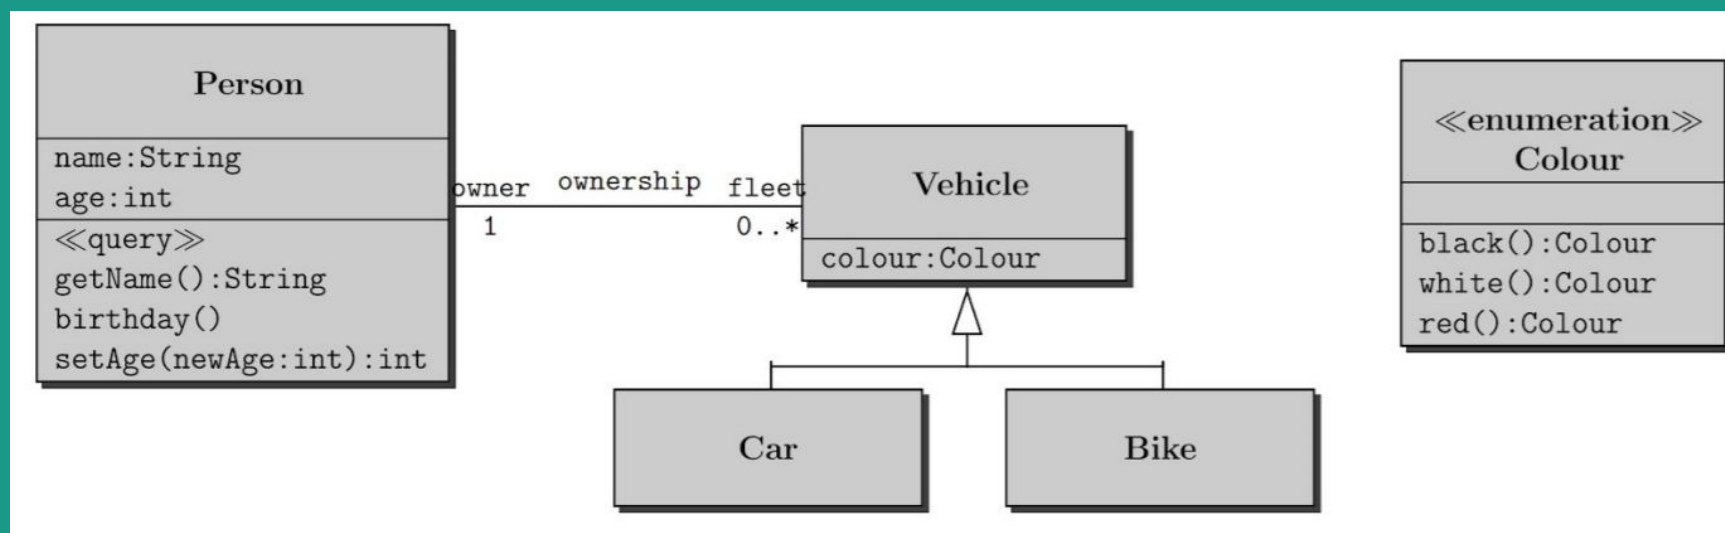 Person
name:String
age:int
≪query≫
getName():String
birthday()
setAge(newAge:int):int
owner ownership fleet
1 0..*
Vehicle
colour:Colour
Car
Bike
≪enumeration≫
Colour
black():Colour
white():Colour
red():Colour